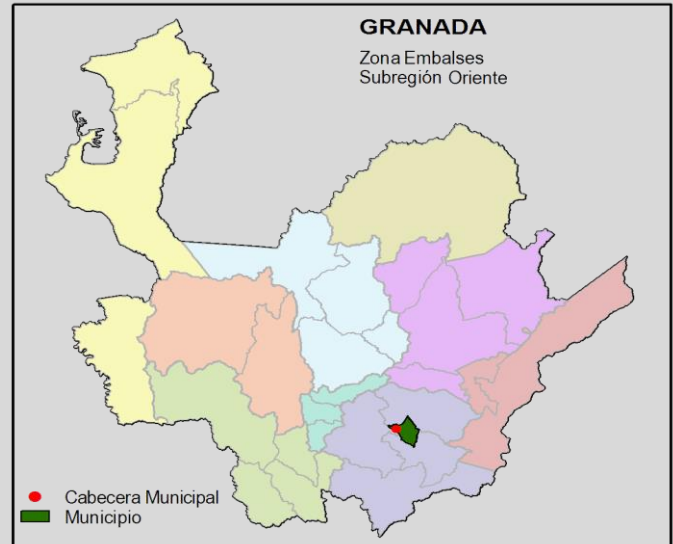 GRANADA
Zona Embalses
Subregión Oriente
Cabecera Municipal
Municipio